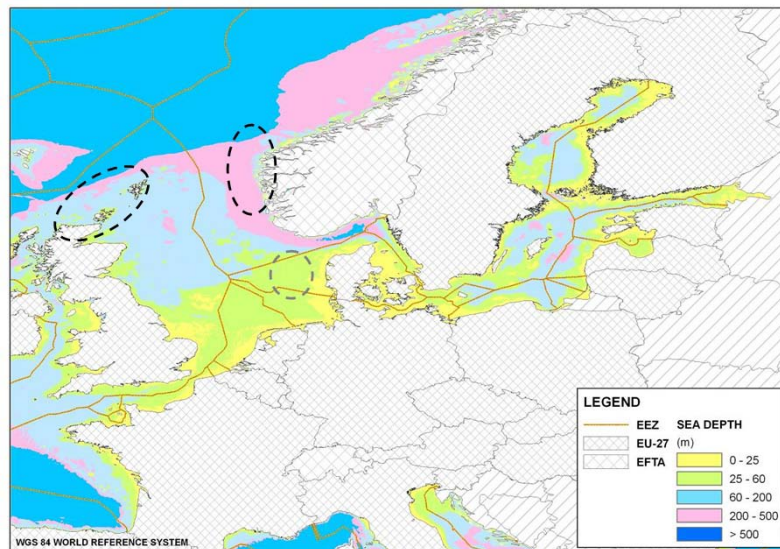 LEGEND
EEZ SEA DEPTH
EU-27 (m)
EFTA 0 - 25
25 - 60
60 - 200
200 - 500
> 500
WGS 84 WORLD REFERENCE SYSTEM